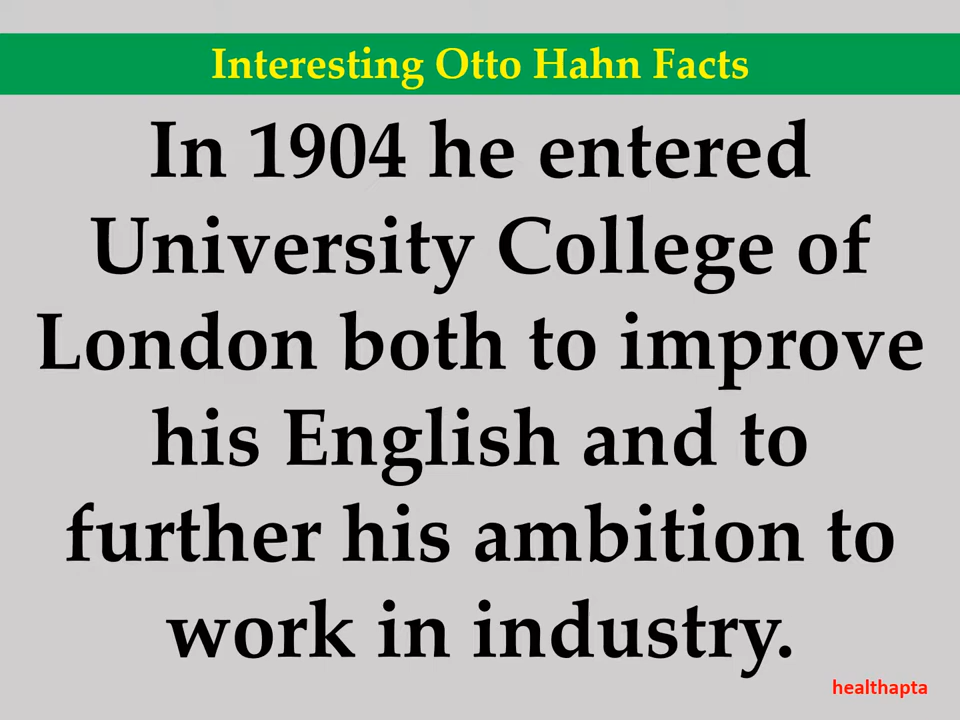 Interesting Otto Hahn Facts
In 1904 he entered
University College of
London both to improve
his English and to
further his ambition to
work in industry.
healthapta